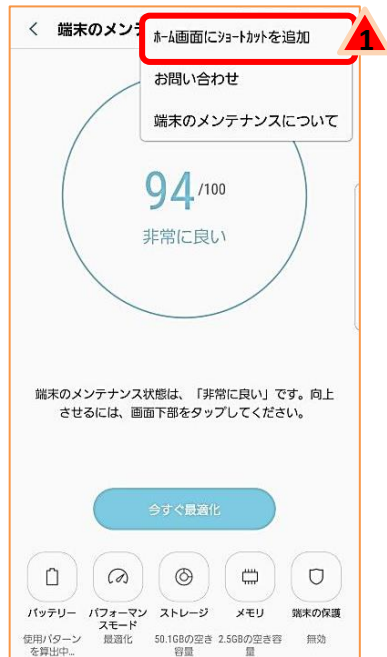 端末のメンテ
ホーム画面にショートカットを追加
1
お問い合わせ
端末のメンテナンスについて
94/100
非常に良い
端末のメンテナンス状態は、「非常に良い」です。向上
させるには、画面下部をタップしてください。
今すぐ最適化
バッテリー
使用パターン
を算出中...
パフォーマン
スモード
最適化
ストレージ
50.1GBの空き
容量
メモリ
2.5GBの空き容
量
端末の保護
無効